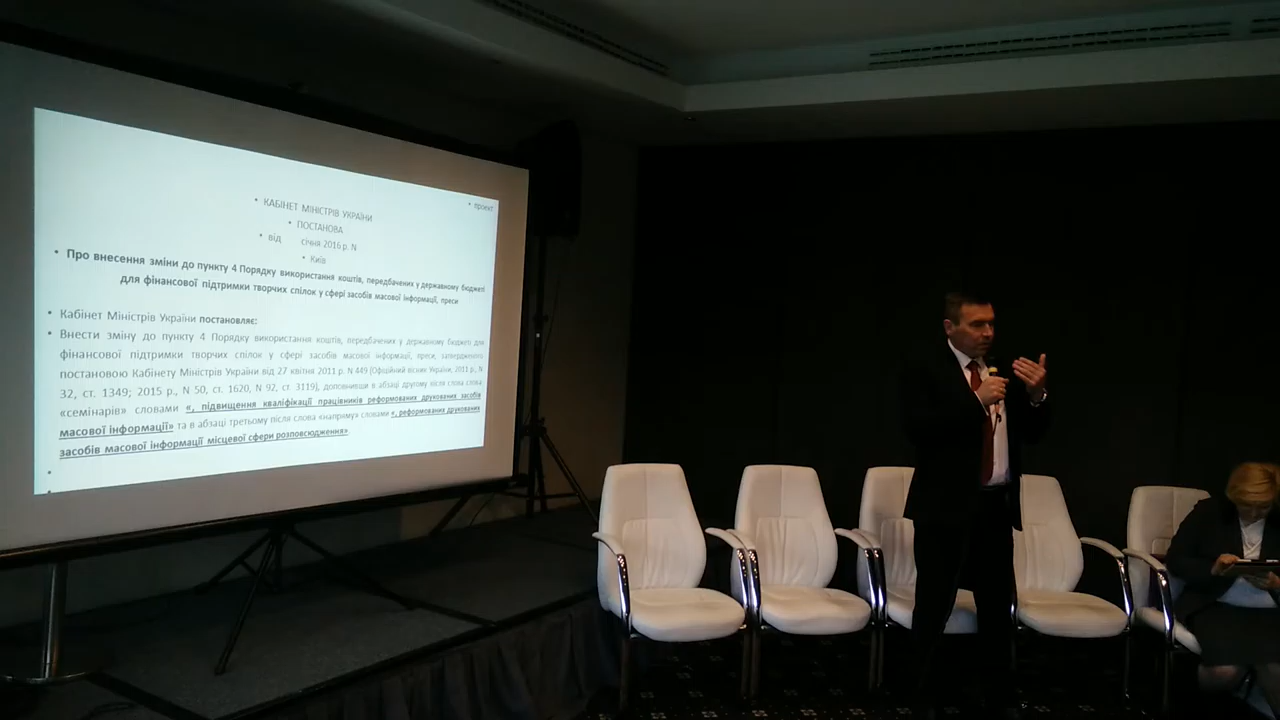 • проект
• КАБІНЕТ МІНІСТРІВ УКРАЇНИ
• ПОСТАНОВА
• від січня 2016 р. N
• Київ
• Про внесення зміни до пункту 4 Порядку використання коштів, передбачених у державному бюджеті
для фінансової підтримки творчих спілок у сфері засобів масової інформації, преси
• Кабінет Міністрів України постановляє:
• Внести зміну до пункту 4 Порядку використання коштів, передбачених у державному бюджеті для
фінансової підтримки творчих спілок у сфері засобів масової інформації, преси, затвердженого
постановою Кабінету Міністрів України від 27 квітня 2011 р. N 449 (Офіційний вісник України, 2011 р., N
32, ст. 1349; 2015 р., N 50, ст. 1620, N 92, ст. 3119), доповнивши в абзаці другому після слова слова
«семінарів» словами «, підвищення кваліфікації працівників реформованих друкованих засобів
масової інформації» та в абзаці третьому після слова «напряму» словами «, реформованих друкованих
засобів масової інформації місцевої сфери розповсюдження».